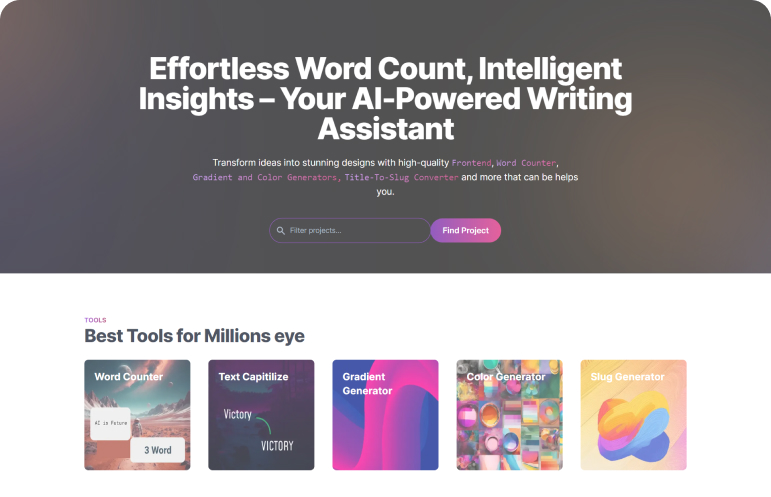 Effortless Word Count, Intelligent
Insights – Your AI-Powered Writing
Assistant
Transform ideas into stunning designs with high-quality Frontend, Word Counter,
Gradient and Color Generators, Title-To-Slug Converter and more that can be helps
you.
Filter projects...
Find Project
TOOLS
Best Tools for Millions eye
Word Counter
AI in Future
3 Word
Text Capitilize
Victory
VICTORY
Gradient
Generator
Color Generator
Slug Generator